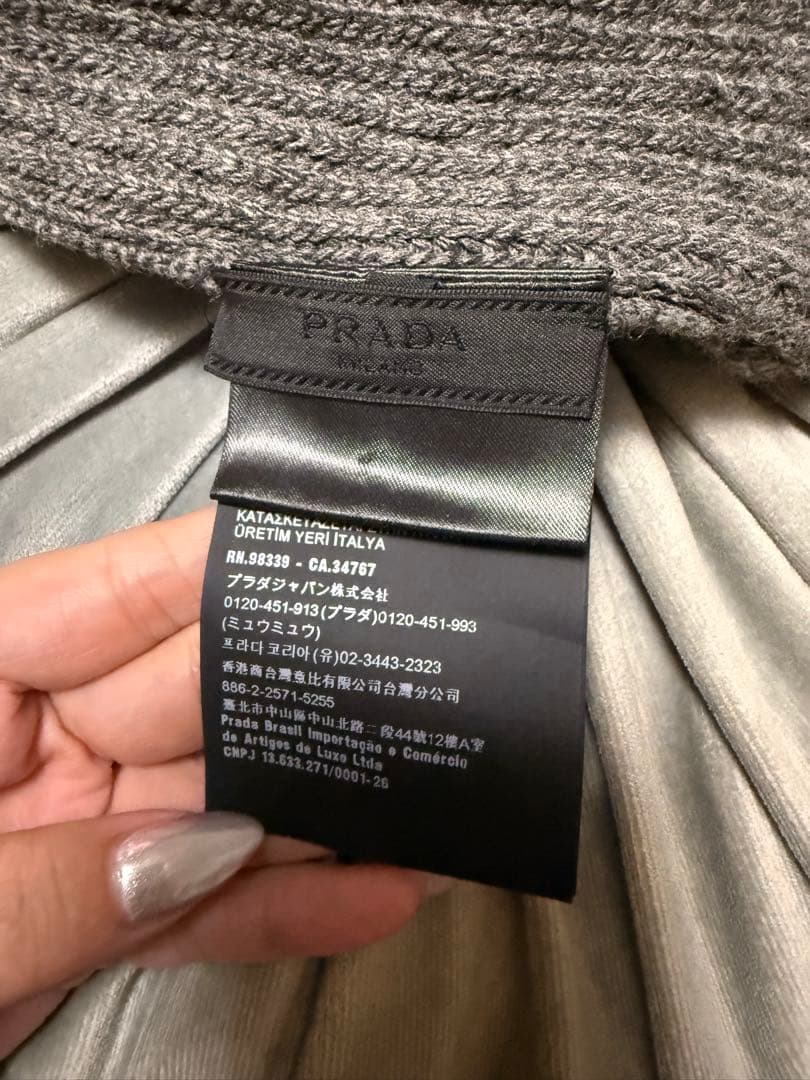 PRADA
MILANO
ÜRETİM YERİ İTALYA
RN.98339 - CA.34767
プラダジャパン株式会社
0120-451-913(プラダ)0120-451-993
(ミュウミュウ)
프라다코리아(유)02-3443-2323
香港商台灣意比有限公司台灣分公司
886-2-2571-5255
臺北市中山區中山北路二段44號12樓A室
Prada Brasil Importação e Comércio
de Artigos de Luxo Ltda
CNPJ 13.633.271/0001-26